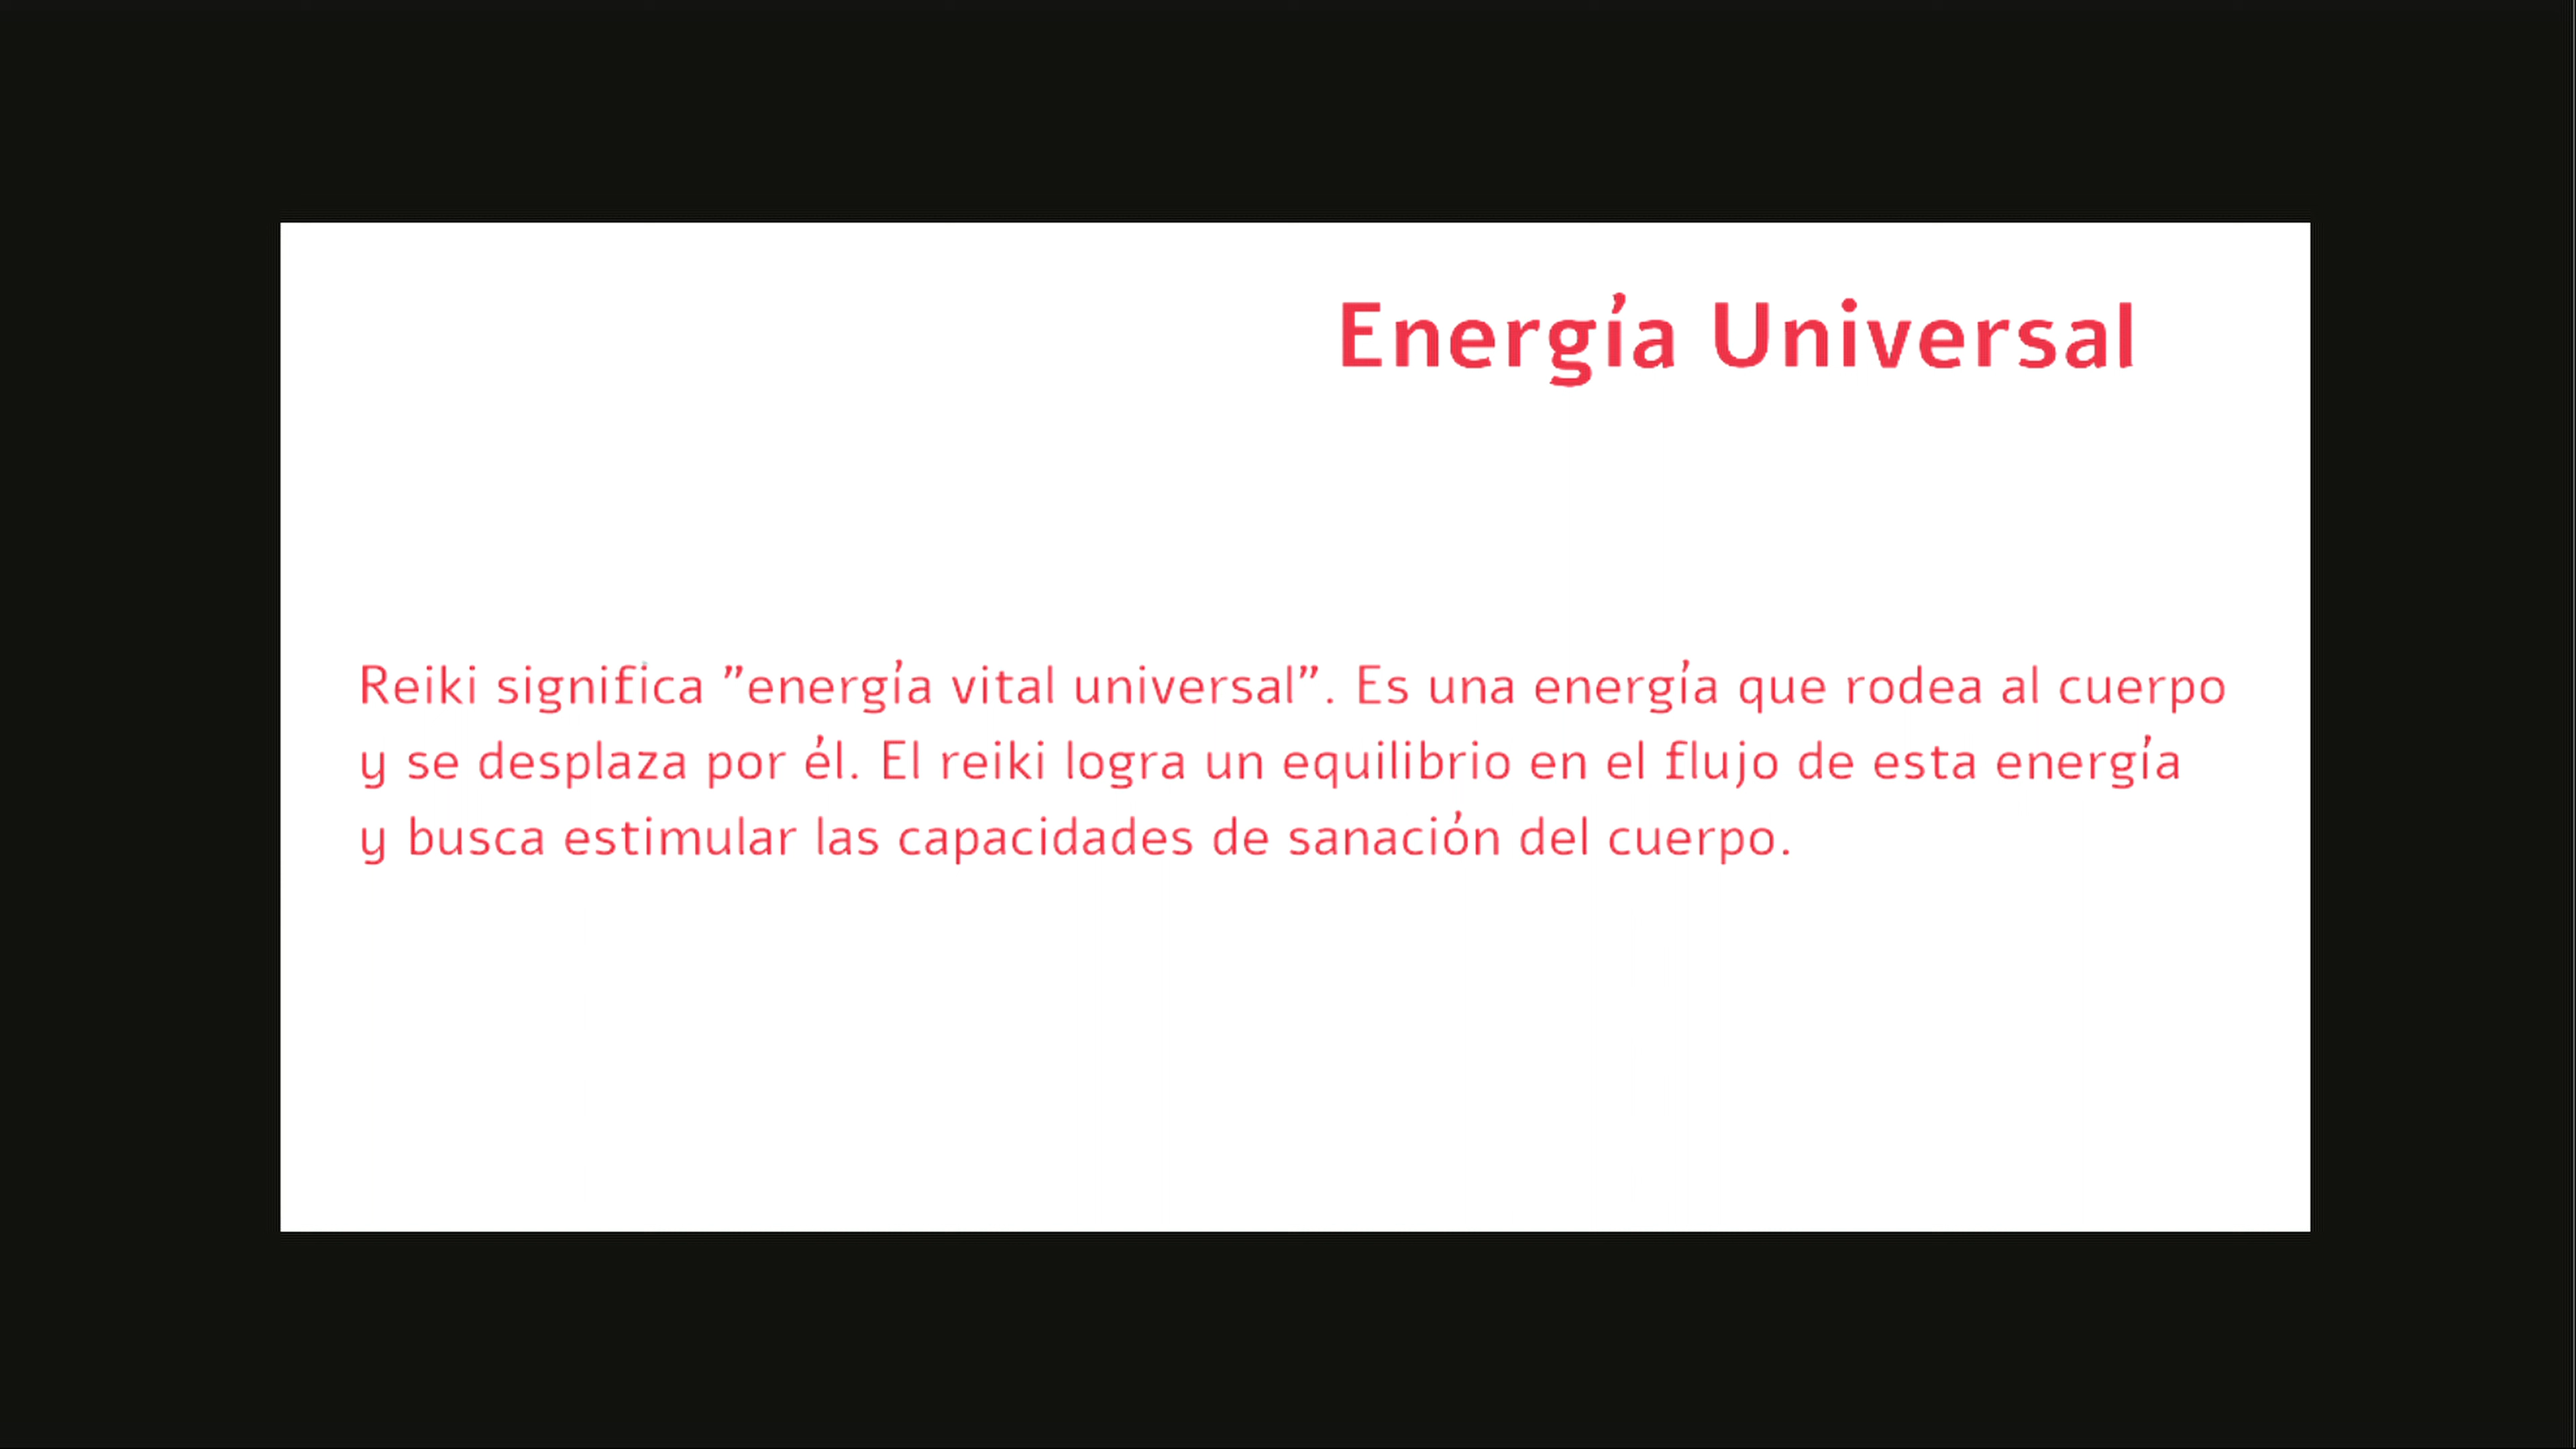 Energía Universal
Reiki significa ”energía vital universal”. Es una energía que rodea al cuerpo
y se desplaza por él. El reiki logra un equilibrio en el flujo de esta energía
y busca estimular las capacidades de sanación del cuerpo.